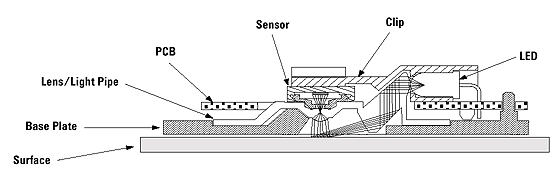 Sensor
Clip
LED
PCB
Lens/Light Pipe
Base Plate
Surface